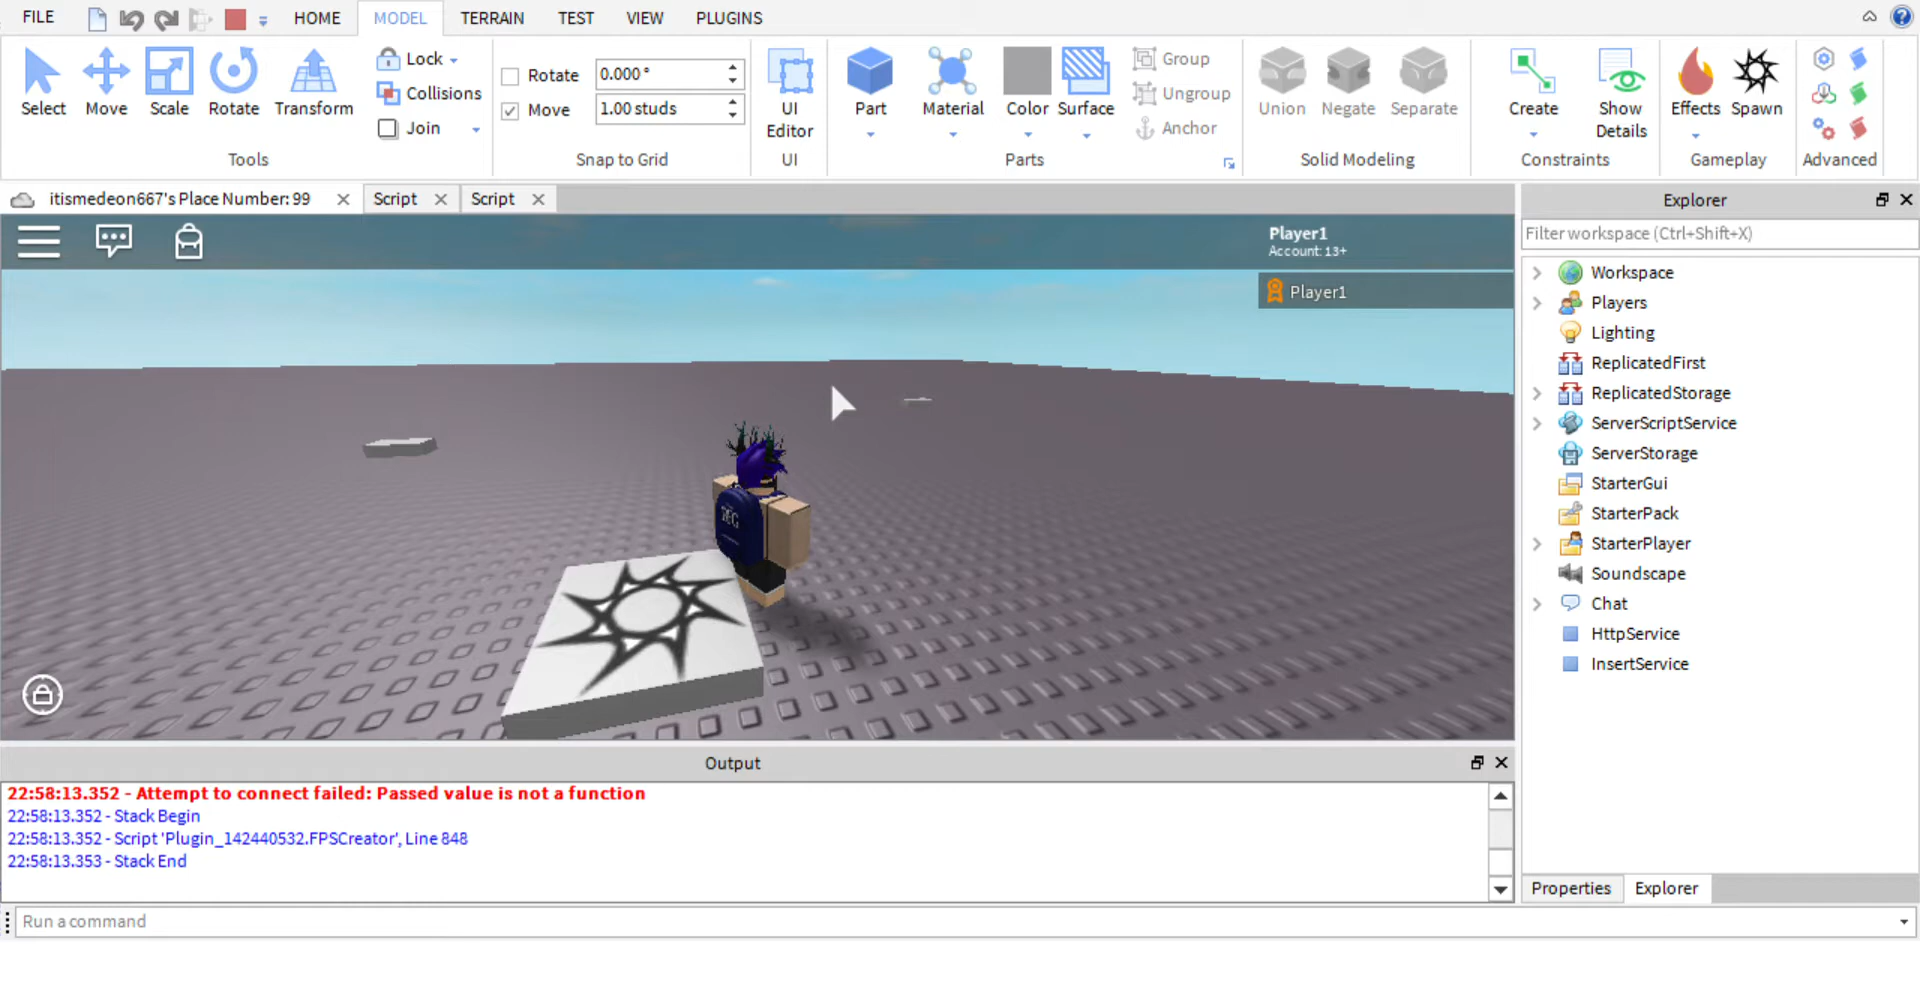 FILE HOME MODEL TERRAIN TEST VIEW PLUGINS
Select Move Scale Rotate Transform
Lock
Collisions
Join
Tools
Rotate 0.000 °
Move 1.00 studs
Snap to Grid
UI
Editor
UI
Part Material Color Surface
Group
Ungroup
Anchor
Parts
Union Negate Separate
Solid Modeling
Create Show
Details
Constraints
Effects Spawn
Gameplay
Advanced
itismedeon667's Place Number: 99 Script Script
Player1
Account: 13+
Player1
Explorer
Filter workspace (Ctrl+Shift+X)
Workspace
Players
Lighting
ReplicatedFirst
ReplicatedStorage
ServerScriptService
ServerStorage
StarterGui
StarterPack
StarterPlayer
Soundscape
Chat
HttpService
InsertService
Properties Explorer
Output
22:58:13.352 - Attempt to connect failed: Passed value is not a function
22:58:13.352 - Stack Begin
22:58:13.352 - Script 'Plugin_142440532.FPSCreator', Line 848
22:58:13.353 - Stack End
Run a command